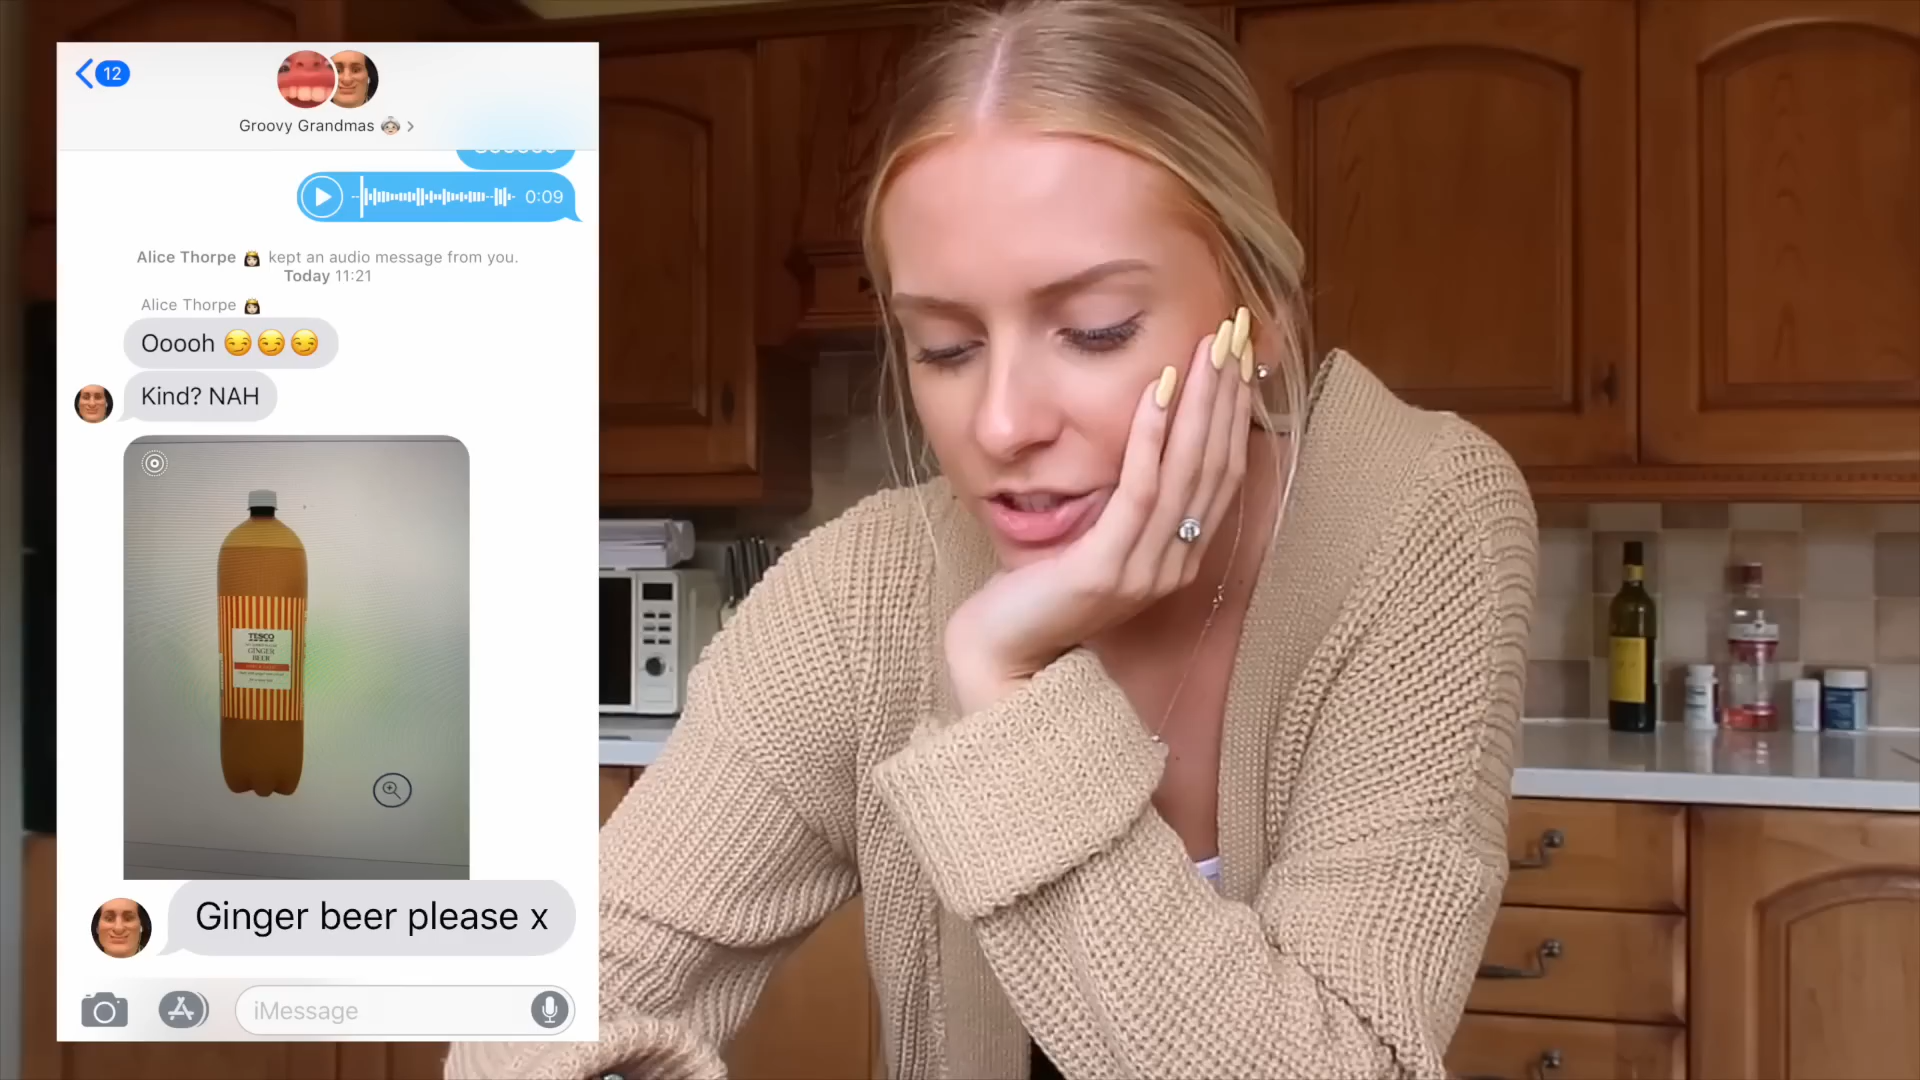 12
Groovy Grandmas 👵🏻 >
0:09
Alice Thorpe 👸🏻 kept an audio message from you.
Today 11:21
Alice Thorpe 👸🏻
Ooooh 😏😏😏
Kind? NAH
TESCO
GINGER
BEER
Ginger beer please x
iMessage